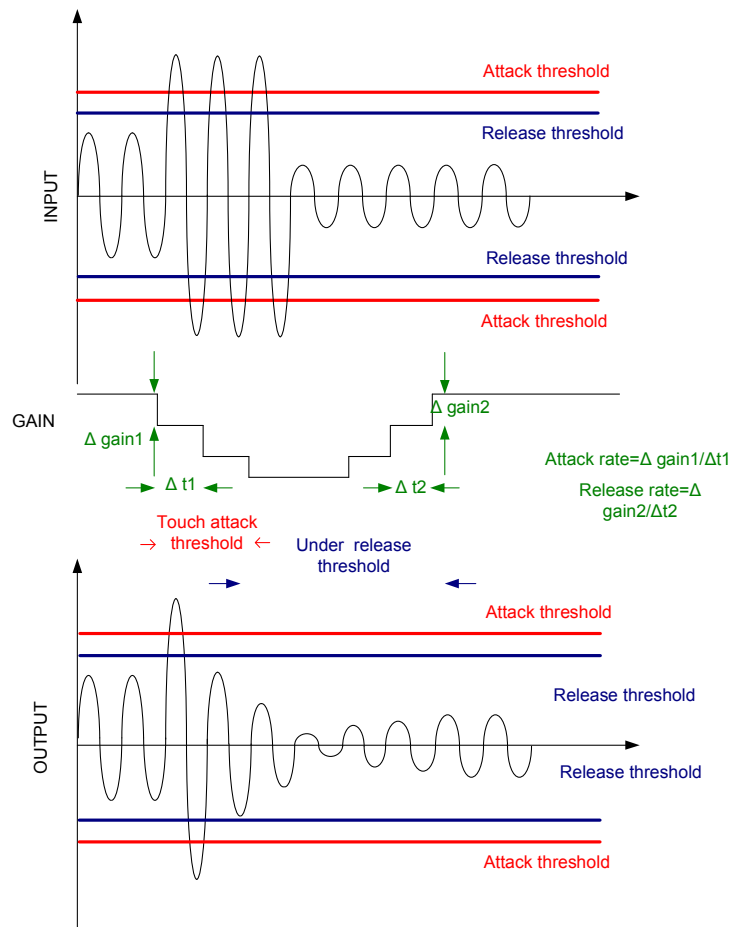 Attack threshold
Release threshold
INPUT
Release threshold
Attack threshold
GAIN
Δ gain1
Δ gain2
Δ t1
Δ t2
Attack rate=Δ gain1/Δt1
Release rate=Δ
gain2/Δt2
Touch attack
threshold
Under release
threshold
Attack threshold
Release threshold
OUTPUT
Release threshold
Attack threshold